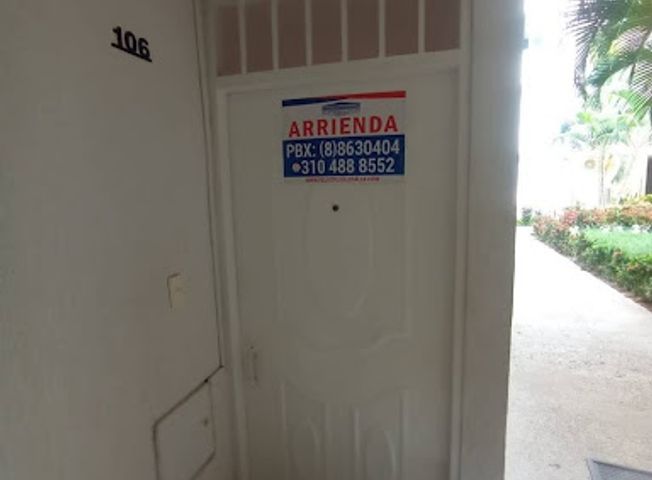 106
ARRIENDA
PBX: (8)8630404
310 488 8552